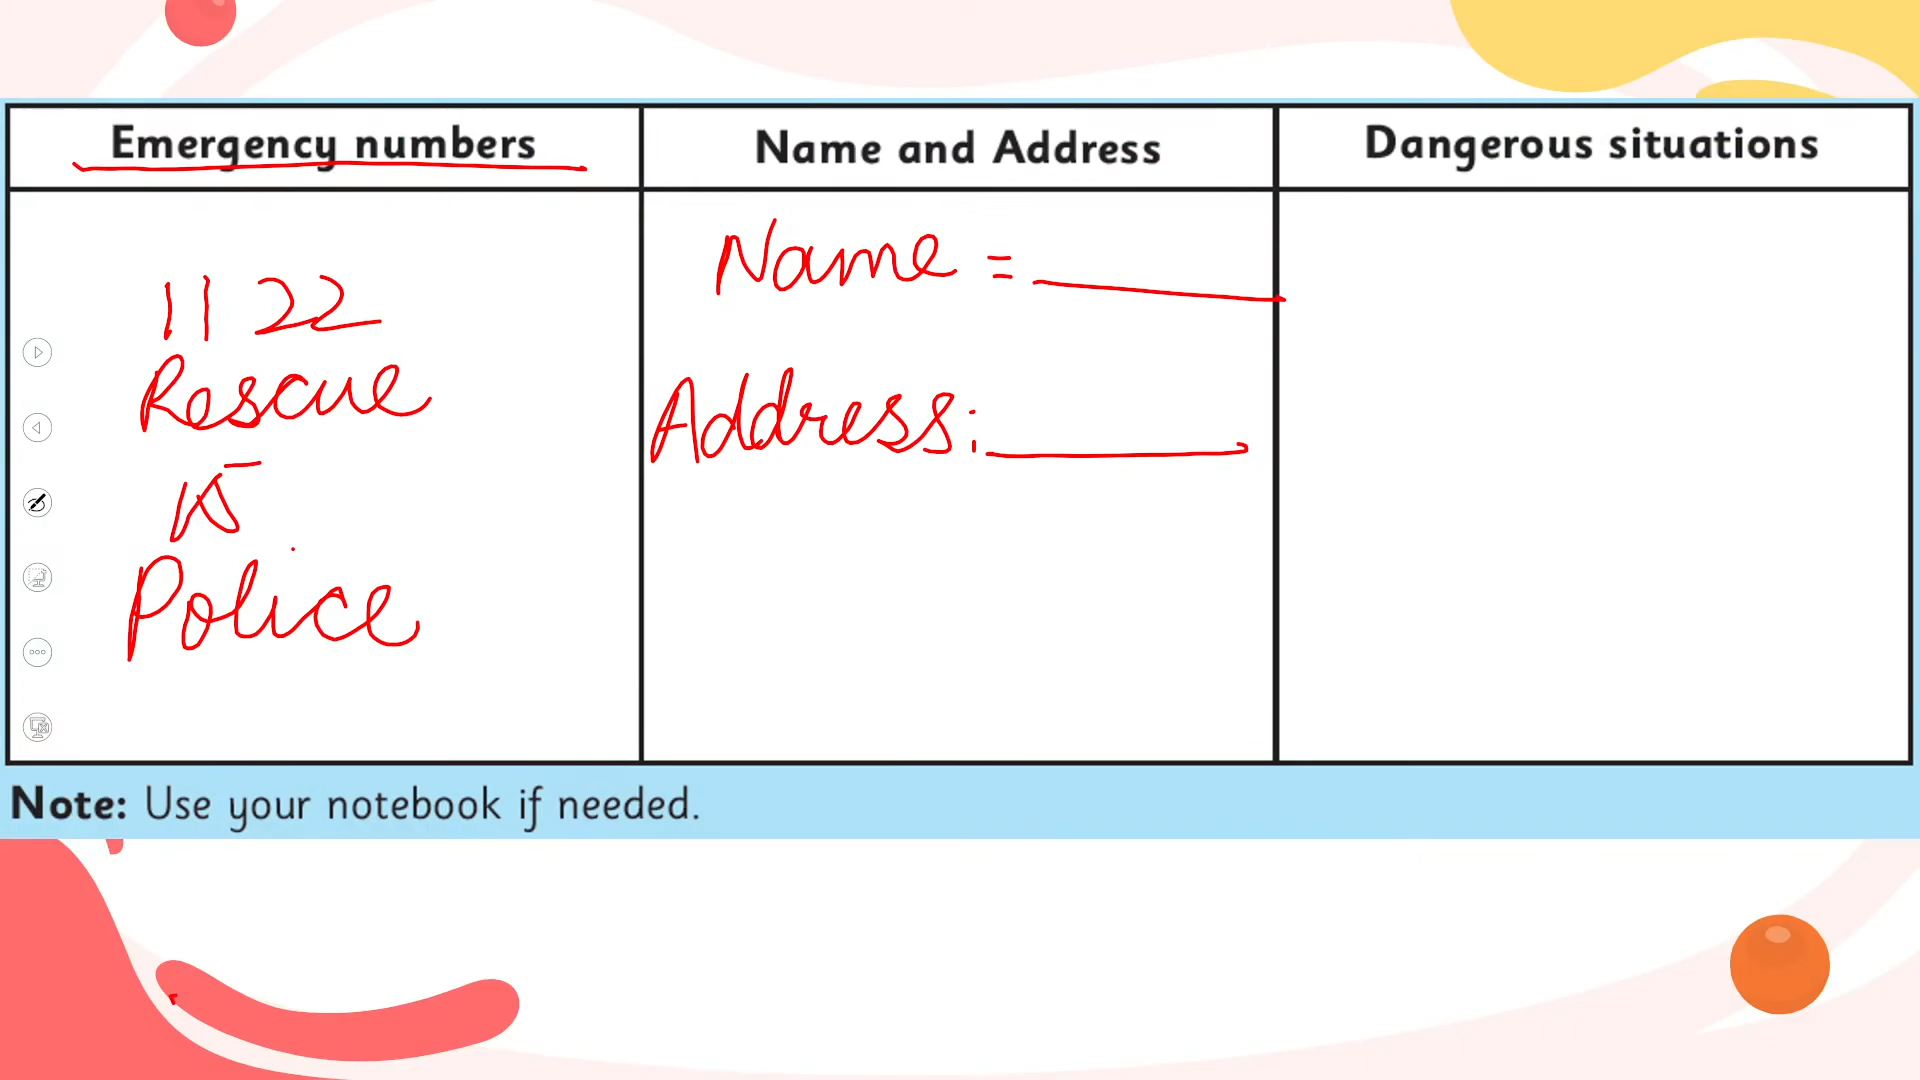 Emergency numbers
Name and Address
Dangerous situations
1122
Rescue
15
Police
Name =
Address:
Note: Use your notebook if needed.